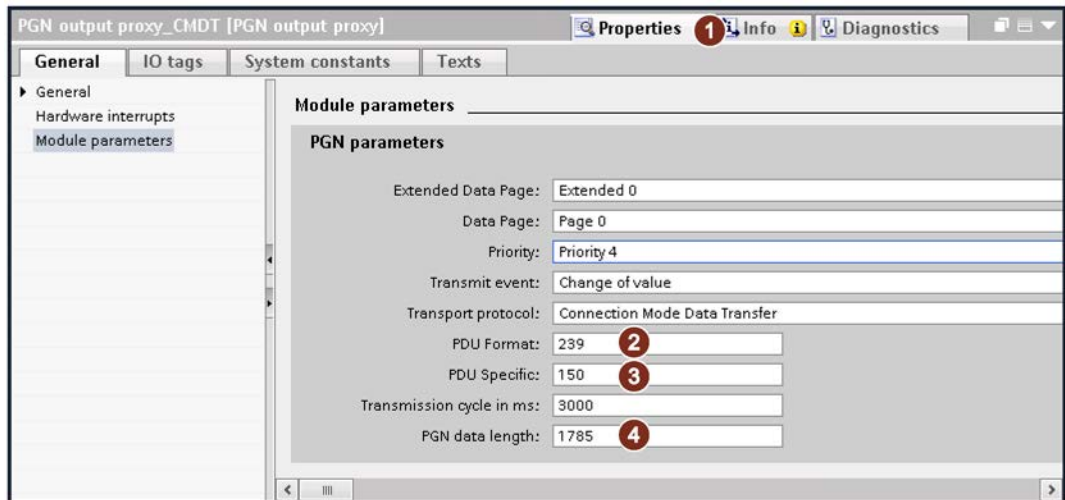 PGN output proxy_CMDT [PGN output proxy]
Properties 1 Info Diagnostics
General IO tags System constants Texts
General
Hardware interrupts
Module parameters
Module parameters
PGN parameters
Extended Data Page: Extended 0
Data Page: Page 0
Priority: Priority 4
Transmit event: Change of value
Transport protocol: Connection Mode Data Transfer
PDU Format: 239 2
PDU Specific: 150 3
Transmission cycle in ms: 3000
PGN data length: 1785 4